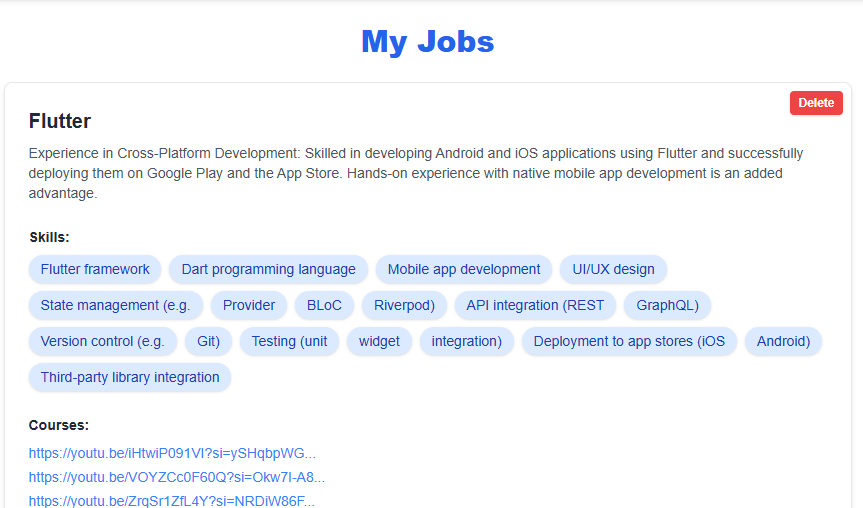 My Jobs
Delete
Flutter
Experience in Cross-Platform Development: Skilled in developing Android and iOS applications using Flutter and successfully
deploying them on Google Play and the App Store. Hands-on experience with native mobile app development is an added
advantage.
Skills:
Flutter framework Dart programming language Mobile app development UI/UX design
State management (e.g. Provider BLoC Riverpod) API integration (REST GraphQL)
Version control (e.g. Git) Testing (unit widget integration) Deployment to app stores (iOS Android)
Third-party library integration
Courses:
https://youtu.be/iHtwiP091VI?si=ySHqbpWG...
https://youtu.be/VOYZCc0F60Q?si=Okw7I-A8...
https://youtu.be/ZrqSr1ZfL4Y?si=NRDiW86F...